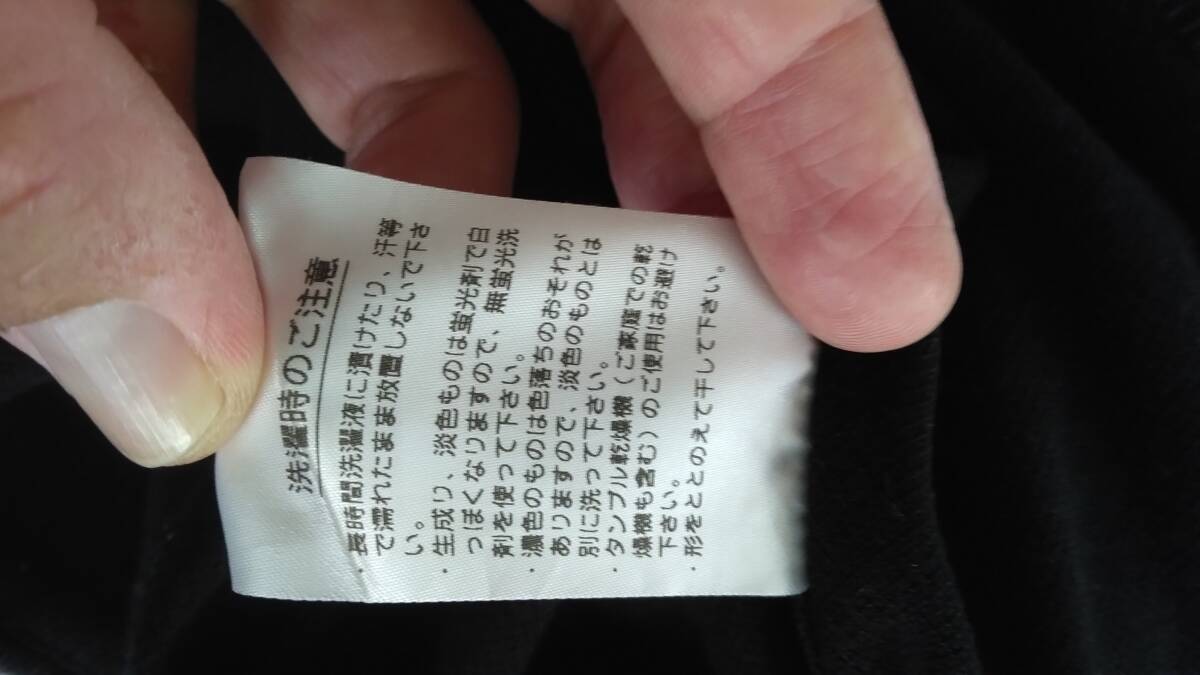 洗濯時のご注意
・長時間洗濯液に漬けたり、汗等
で濡れたまま放置しないで下さ
い。
・生成り、淡色ものは蛍光剤で白
っぽくなりますので、無蛍光洗
剤を使って下さい。
・濃色のものは色落ちのおそれが
ありますので、淡色のものとは
別に洗って下さい。
・タンブル乾燥機（ご家庭での乾
燥機も含む）のご使用はお避け
下さい。
・形をととのえて干して下さい。